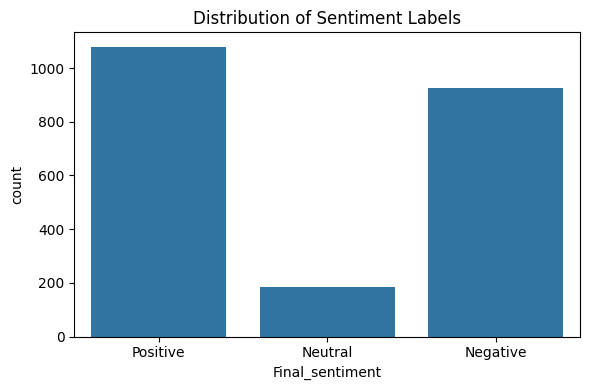 Distribution of Sentiment Labels
count
1000
800
600
400
200
0
Positive Neutral Negative
Final_sentiment